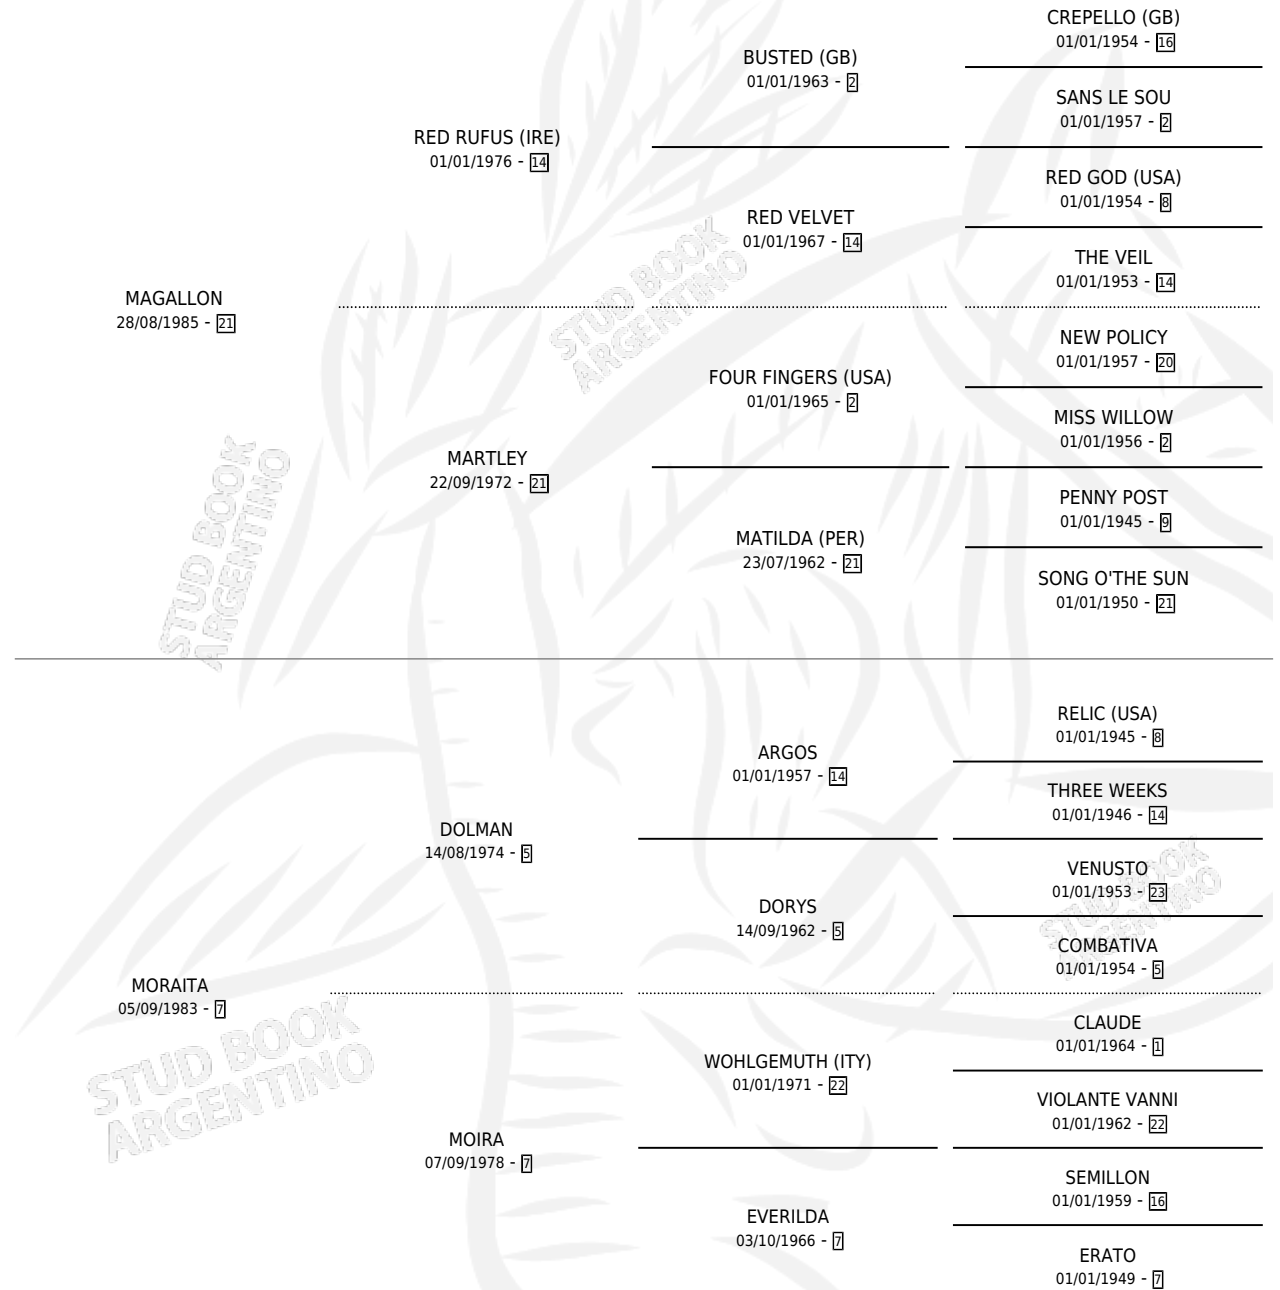 CREPELLO (GB)
01/01/1954 - 16
BUSTED (GB)
01/01/1963 - 2
SANS LE SOU
01/01/1957 - 2
RED RUFUS (IRE)
01/01/1976 - 14
RED GOD (USA)
01/01/1954 - 8
RED VELVET
01/01/1967 - 14
THE VEIL
01/01/1953 - 14
MAGALLON
28/08/1985 - 21
NEW POLICY
01/01/1957 - 20
FOUR FINGERS (USA)
01/01/1965 - 2
MISS WILLOW
01/01/1956 - 2
MARTLEY
22/09/1972 - 21
PENNY POST
01/01/1945 - 9
MATILDA (PER)
23/07/1962 - 21
SONG O'THE SUN
01/01/1950 - 21
RELIC (USA)
01/01/1945 - 8
ARGOS
01/01/1957 - 14
THREE WEEKS
01/01/1946 - 14
DOLMAN
14/08/1974 - 5
VENUSTO
01/01/1953 - 23
DORYS
14/09/1962 - 5
COMBATIVA
01/01/1954 - 5
MORAITA
05/09/1983 - 7
CLAUDE
01/01/1964 - 1
WOHLGEMUTH (ITY)
01/01/1971 - 22
VIOLANTE VANNI
01/01/1962 - 22
MOIRA
07/09/1978 - 7
SEMILLON
01/01/1959 - 16
EVERILDA
03/10/1966 - 7
ERATO
01/01/1949 - 7
STUD BOOK
ARGENTINO
STUD BOOK
ARGENTINO
STUD BOOK
ARGENTINO
STUD BOOK
ARGENTINO